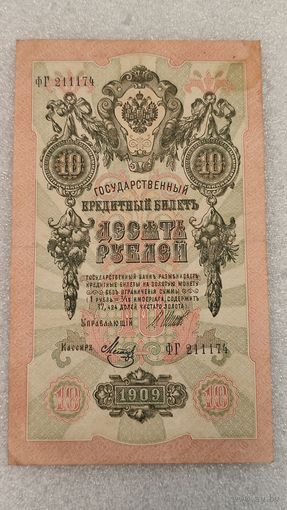 ФГ 211174
10 10
ГОСУДАРСТВЕННЫЙ
КРЕДИТНЫЙ БИЛЕТЪ
ДЕСЯТЬ
РУБЛЕЙ
ГОСУДАРСТВЕННЫЙ БАНКЪ РАЗМѢНИВАЕТЪ
КРЕДИТНЫЕ БИЛЕТЫ НА ЗОЛОТУЮ МОНЕТУ
БЕЗЪ ОГРАНИЧЕНІЯ СУММЫ
(1 РУБЛЬ = 1/15 ИМПЕРІАЛА, СОДЕРЖИТЪ
17,424 ДОЛЕЙ ЧИСТАГО ЗОЛОТА).
УПРАВЛЯЮЩІЙ
Кассиръ
ФГ 211174
10 1909 10